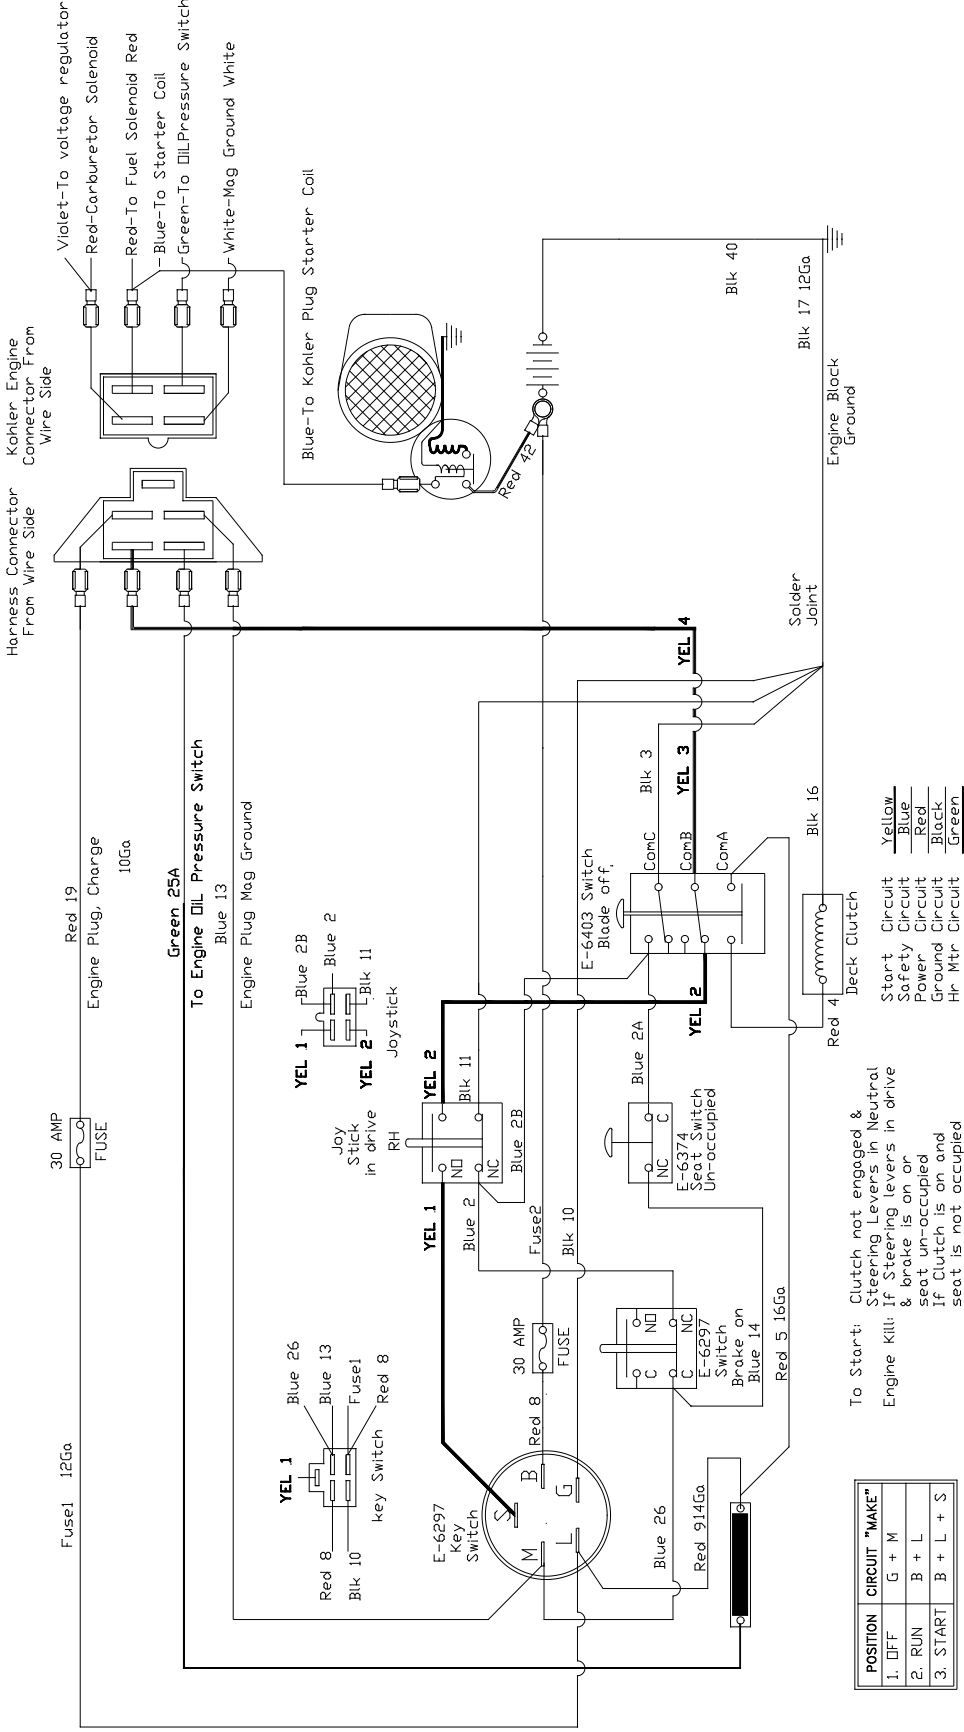 Violet-To voltage regulator
Red-Carburetor Solenoid
Red-To Fuel Solenoid Red
Blue-To Starter Coil
Green-To OiLPressure Switch
White-Mag Ground White
Kohler Engine
Connector From
Wire Side
Harness Connector
From Wire Side
Blue-To Kohler Plug Starter Coil
Red 42
Blk 40
Blk 17 12Ga
Engine Block
Ground
Solder
Joint
YEL 4
Red 19
Engine Plug, Charge
10Ga
Green 25A
To Engine OiL Pressure Switch
Blue 13
Engine Plug Mag Ground
30 AMP
FUSE
Fuse1 12Ga
Blue 2B
Blue 2
YEL 1
YEL 2
Blk 11
Joystick
Joy
Stick
in drive
RH
NO
NC
YEL 2
Blk 11
YEL 1
Blue 2
Blue 2B
E-6403 Switch
Blade off.
ComC
ComB
ComA
Blk 3
YEL 3
YEL 2
Blk 16
Deck Clutch
Red 4
Blue 2A
NC
C
E-6374
Seat Switch
Un-occupied
Fuse2
Blk 10
30 AMP
FUSE
Red 8
NO
NC
C
C
E-6297
Switch
Brake on
Blue 14
Red 5 16Ga
Blue 26
Blue 13
Fuse1
Red 8
YEL 1
Red 8
Blk 10
key Switch
E-6297
Key
Switch
S
B
M
G
L
Blue 26
Red 914Ga
Start Circuit Yellow
Safety Circuit Blue
Power Circuit Red
Ground Circuit Black
Hr Mtr Circuit Green
To Start: Clutch not engaged &
Steering Levers in Neutral
Engine Kill: If Steering levers in drive
& brake is on or
seat un-occupied
If Clutch is on and
seat is not occupied
POSITION CIRCUIT "MAKE"
1. OFF G + M
2. RUN B + L
3. START B + L + S